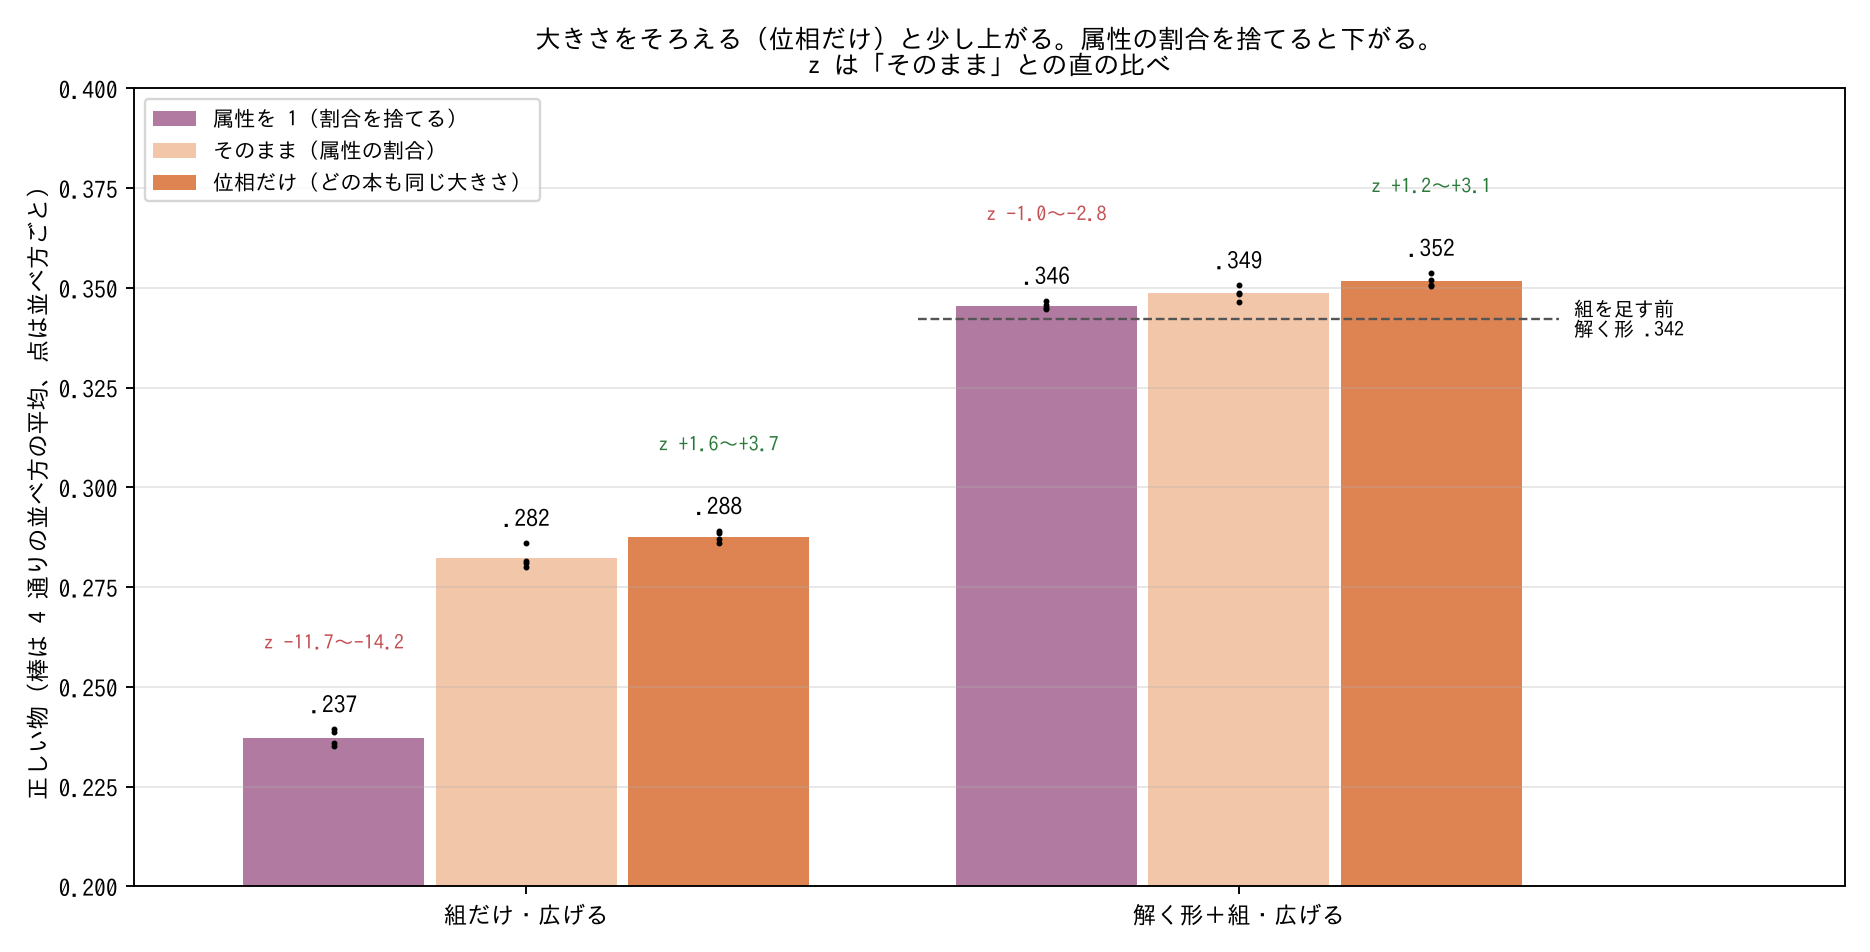 大きさをそろえる（位相だけ）と少し上がる。属性の割合を捨てると下がる。
z は「そのまま」との直の比べ
正しい物（棒は 4 通りの並べ方の平均、点は並べ方ごと）
0.400
0.375
0.350
0.325
0.300
0.275
0.250
0.225
0.200
属性を 1（割合を捨てる）
そのまま（属性の割合）
位相だけ（どの本も同じ大きさ）
z -11.7〜-14.2
.237
.282
z +1.6〜+3.7
.288
z -1.0〜-2.8
.346
.349
z +1.2〜+3.1
.352
組を足す前
解く形 .342
組だけ・広げる
解く形＋組・広げる